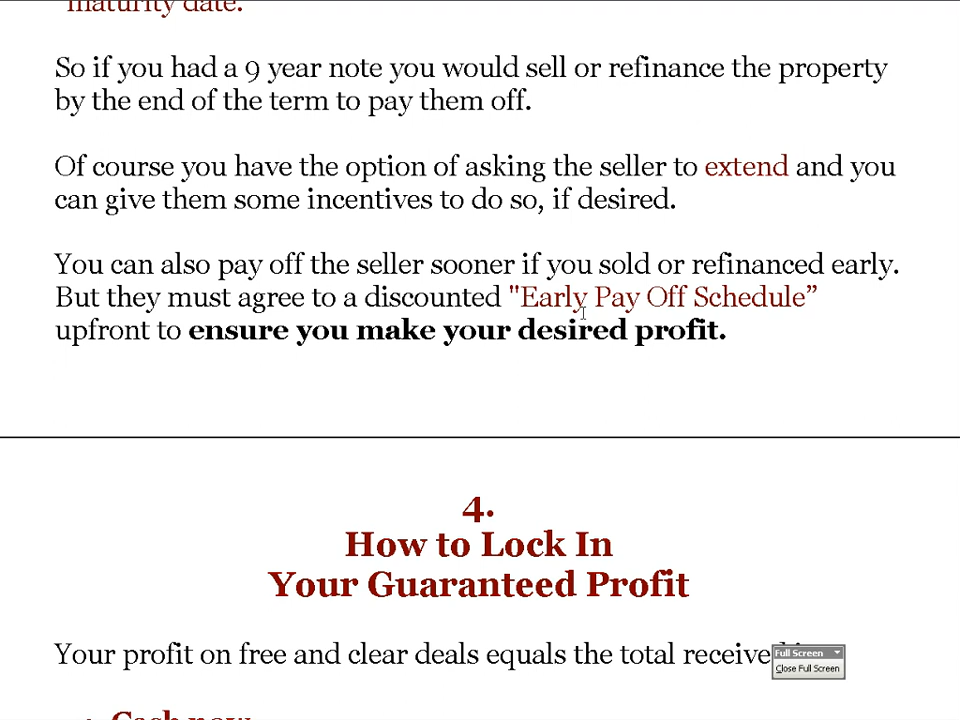 maturity date.
So if you had a 9 year note you would sell or refinance the property
by the end of the term to pay them off.
Of course you have the option of asking the seller to extend and you
can give them some incentives to do so, if desired.
You can also pay off the seller sooner if you sold or refinanced early.
But they must agree to a discounted "Early Pay Off Schedule”
upfront to ensure you make your desired profit.
4.
How to Lock In
Your Guaranteed Profit
Your profit on free and clear deals equals the total
Full Screen
Close Full Screen
Cash now